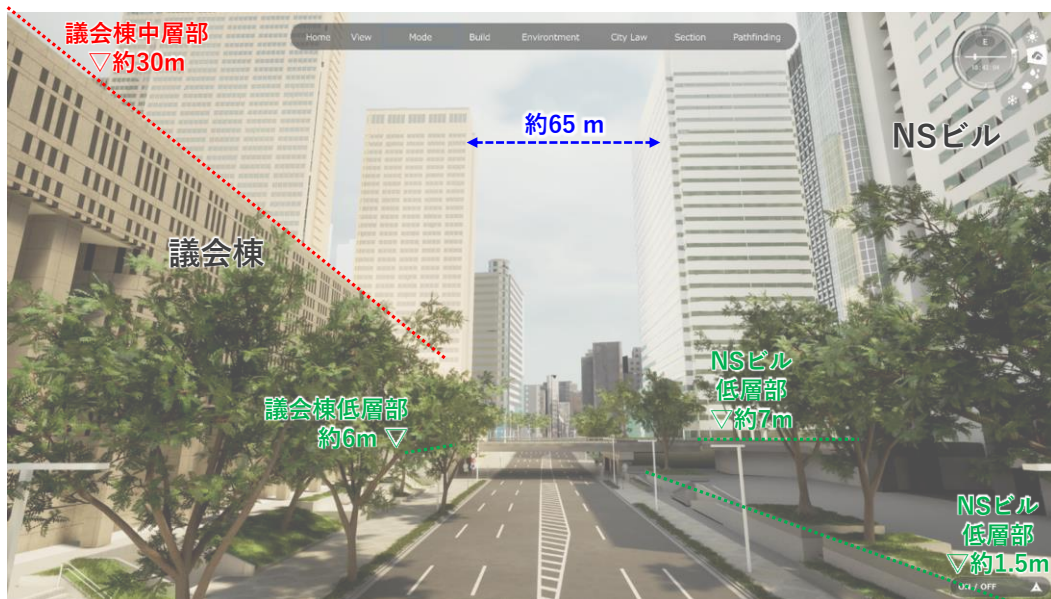 議会棟中層部
▽約30m
Home View Mode Build Environtment City Law Section Pathfinding
E
約65 m
NSビル
議会棟
NSビル
低層部
▽約7m
議会棟低層部
約6m ▽
NSビル
低層部
▽約1.5m
ON / OFF